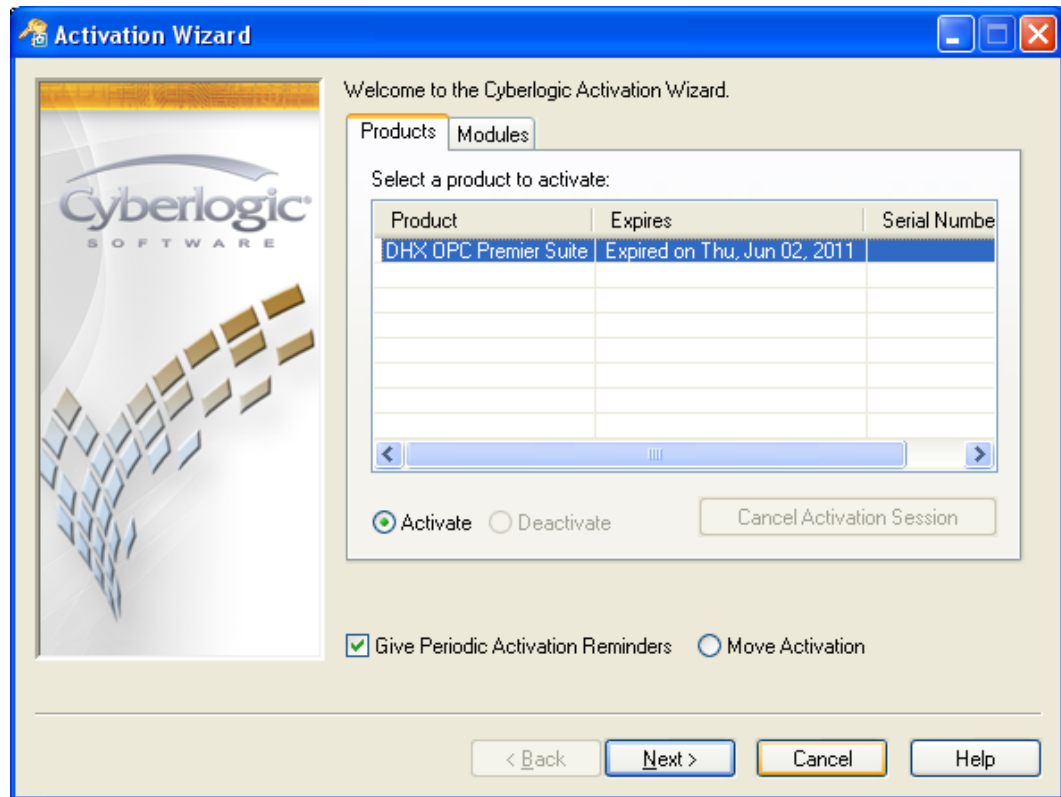 Activation Wizard
Welcome to the Cyberlogic Activation Wizard.
Products Modules
Cyberlogic®
SOFTWARE
Select a product to activate:
Product Expires Serial Numbe
DHX OPC Premier Suite Expired on Thu, Jun 02, 2011
Activate Deactivate Cancel Activation Session
Give Periodic Activation Reminders Move Activation
< Back Next > Cancel Help